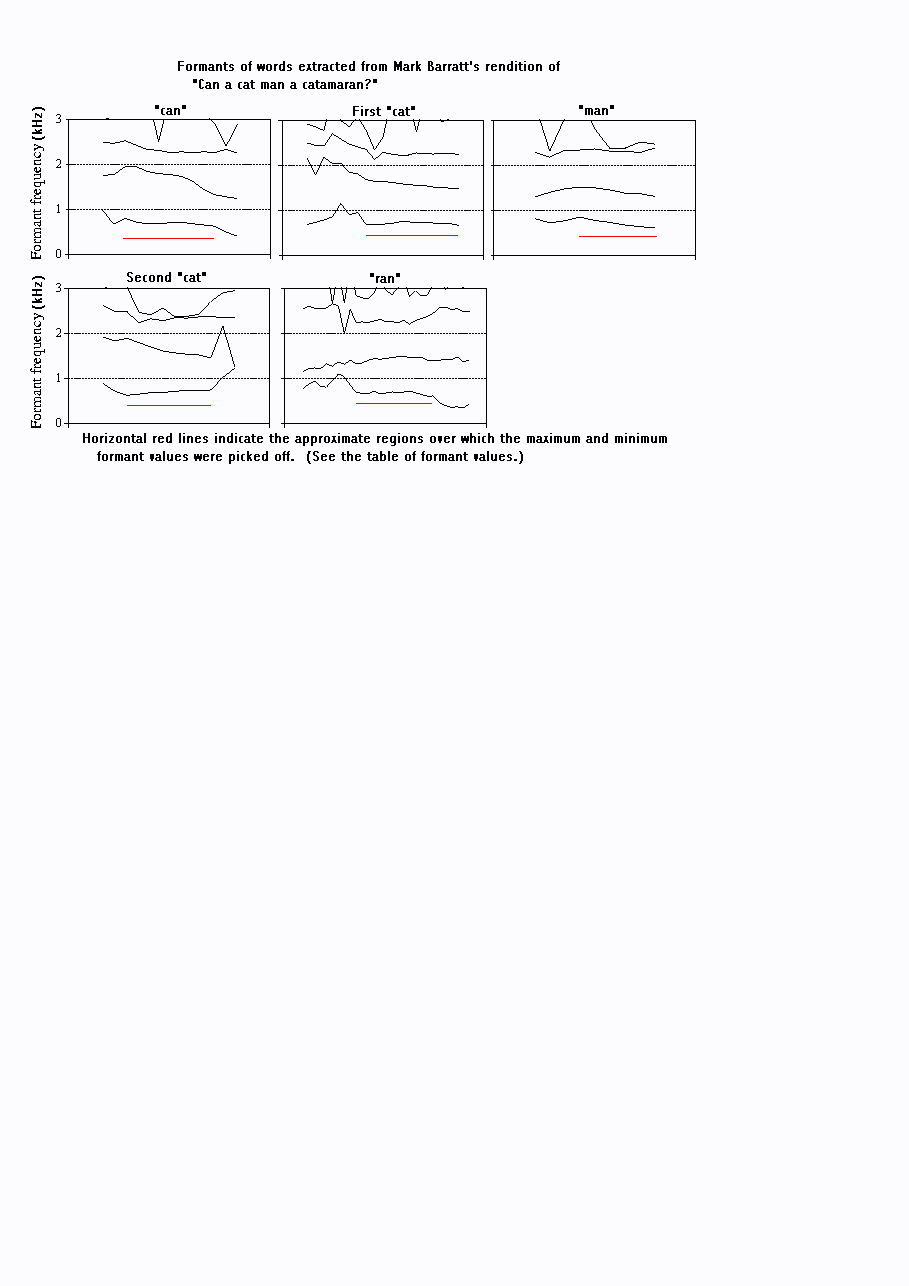 Formants of words extracted from Mark Barratt's rendition of
"Can a cat man a catamaran?"
"can"
First "cat"
"man"
Formant frequency (kHz)
3
2
1
0
Second "cat"
"ran"
Formant frequency (kHz)
3
2
1
0
Horizontal red lines indicate the approximate regions over which the maximum and minimum
formant values were picked off. (See the table of formant values.)